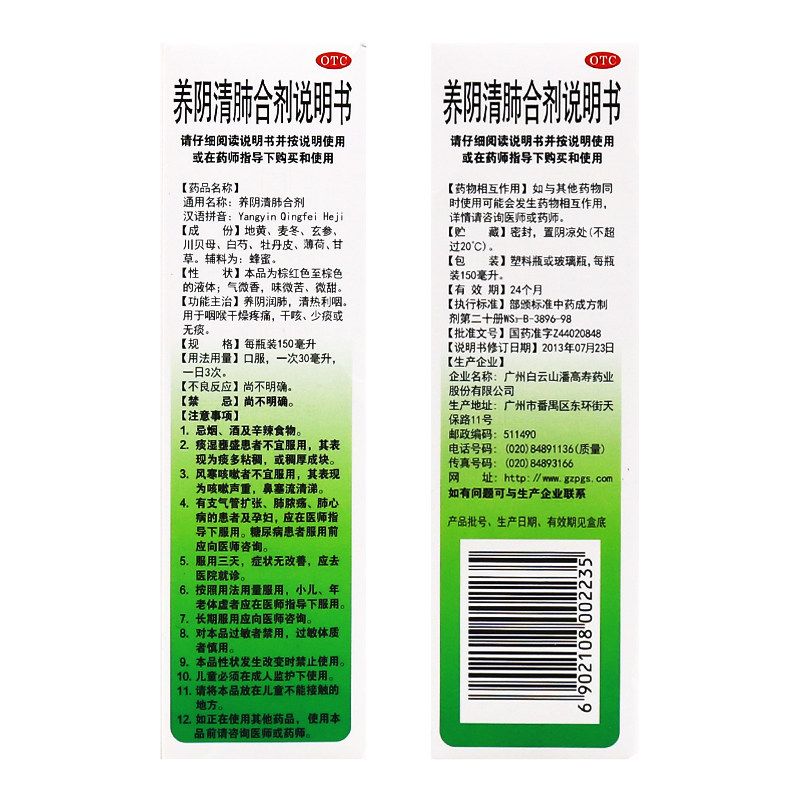 OTC
养阴清肺合剂说明书
请仔细阅读说明书并按说明使用
或在药师指导下购买和使用
【药品名称】
通用名称：养阴清肺合剂
汉语拼音：Yangyin Qingfei Heji
【成　份】地黄、麦冬、玄参、
川贝母、白芍、牡丹皮、薄荷、甘
草。辅料为：蜂蜜。
【性　状】本品为棕红色至棕色
的液体；气微香，味微苦、微甜。
【功能主治】养阴润肺，清热利咽。
用于咽喉干燥疼痛，干咳、少痰或
无痰。
【规　格】每瓶装150毫升
【用法用量】口服，一次30毫升，
一日3次。
【不良反应】尚不明确。
【禁　忌】尚不明确。
【注意事项】
1. 忌烟、酒及辛辣食物。
2. 痰湿壅盛患者不宜服用，其表
现为痰多粘稠，或稠厚成块。
3. 风寒咳嗽者不宜服用，其表现
为咳嗽声重，鼻塞流清涕。
4. 有支气管扩张、肺脓疡、肺心
病的患者及孕妇，应在医师指
导下服用。糖尿病患者服用前
应向医师咨询。
5. 服用三天，症状无改善，应去
医院就诊。
6. 按照用法用量服用，小儿、年
老体虚者应在医师指导下服用。
7. 长期服用应向医师咨询。
8. 对本品过敏者禁用，过敏体质
者慎用。
9. 本品性状发生改变时禁止使用。
10. 儿童必须在成人监护下使用。
11. 请将本品放在儿童不能接触的
地方。
12. 如正在使用其他药品，使用本
品前请咨询医师或药师。
OTC
养阴清肺合剂说明书
请仔细阅读说明书并按说明使用
或在药师指导下购买和使用
【药物相互作用】如与其他药物同
时使用可能会发生药物相互作用，
详情请咨询医师或药师。
【贮　藏】密封，置阴凉处（不超
过20℃）。
【包　装】塑料瓶或玻璃瓶，每瓶
装150毫升。
【有 效 期】24个月
【执行标准】部颁标准中药成方制
剂第二十册WS₃-B-3896-98
【批准文号】国药准字Z44020848
【说明书修订日期】2013年07月23日
【生产企业】
企业名称：广州白云山潘高寿药业
股份有限公司
生产地址：广州市番禺区东环街天
保路11号
邮政编码：511490
电话号码：(020)84891136(质量)
传真号码：(020)84893166
网　址：http://www.gzpgs.com
如有问题可与生产企业联系
产品批号、生产日期、有效期见盒底
6902108002235